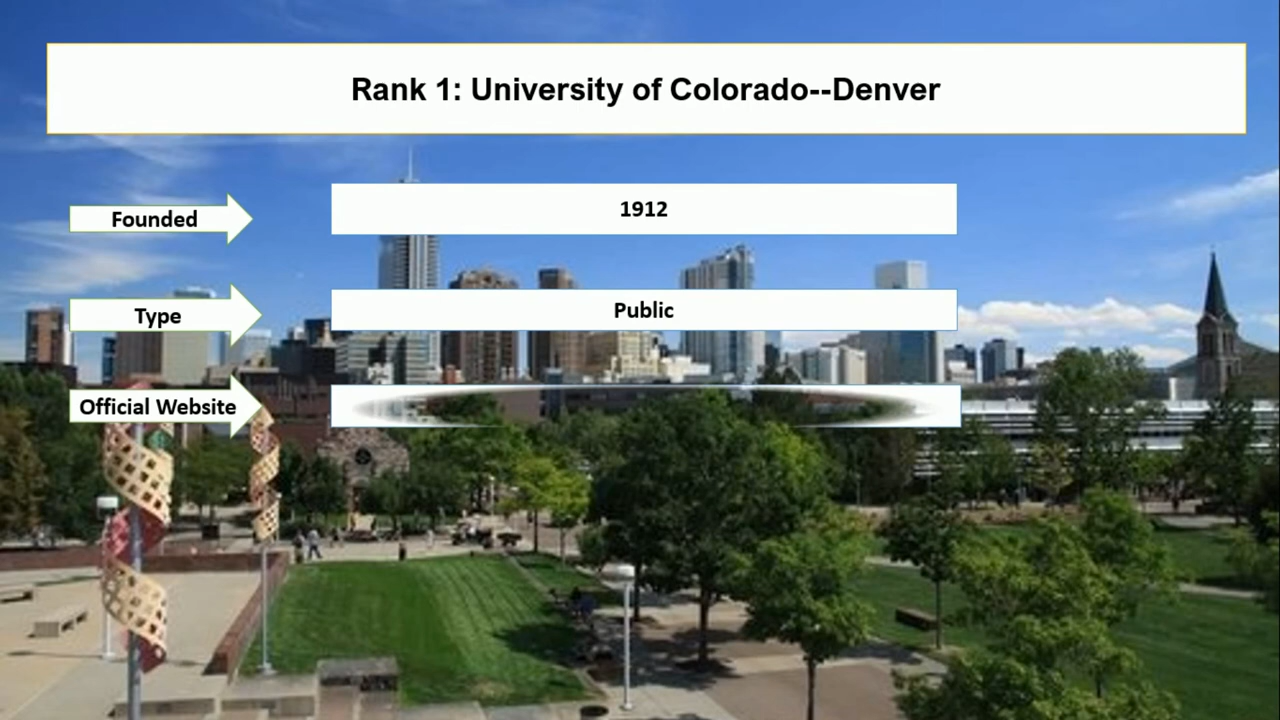 Rank 1: University of Colorado--Denver
Founded
1912
Type
Public
Official Website